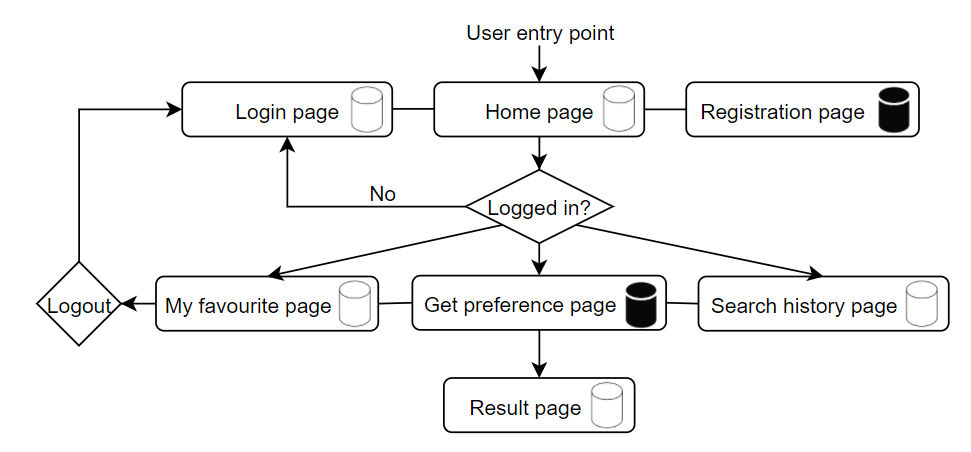 User entry point
Login page
Home page
Registration page
No
Logged in?
Logout
My favourite page
Get preference page
Search history page
Result page